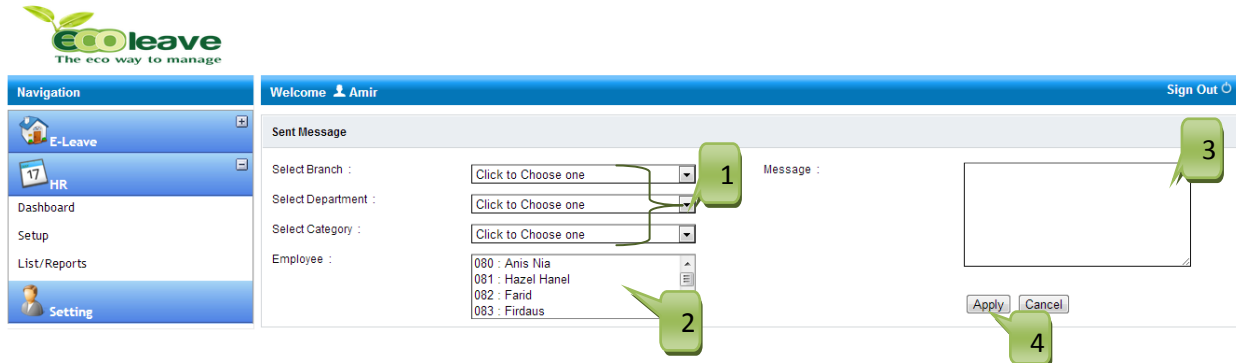 ecoleave
The eco way to manage
Navigation
Welcome Amir
Sign Out
E-Leave
17
HR
Dashboard
Setup
List/Reports
Setting
Sent Message
Select Branch :
Click to Choose one
Select Department :
Click to Choose one
Select Category :
Click to Choose one
Employee :
080 : Anis Nia
081 : Hazel Hanel
082 : Farid
083 : Firdaus
1
2
Message :
3
Apply
Cancel
4